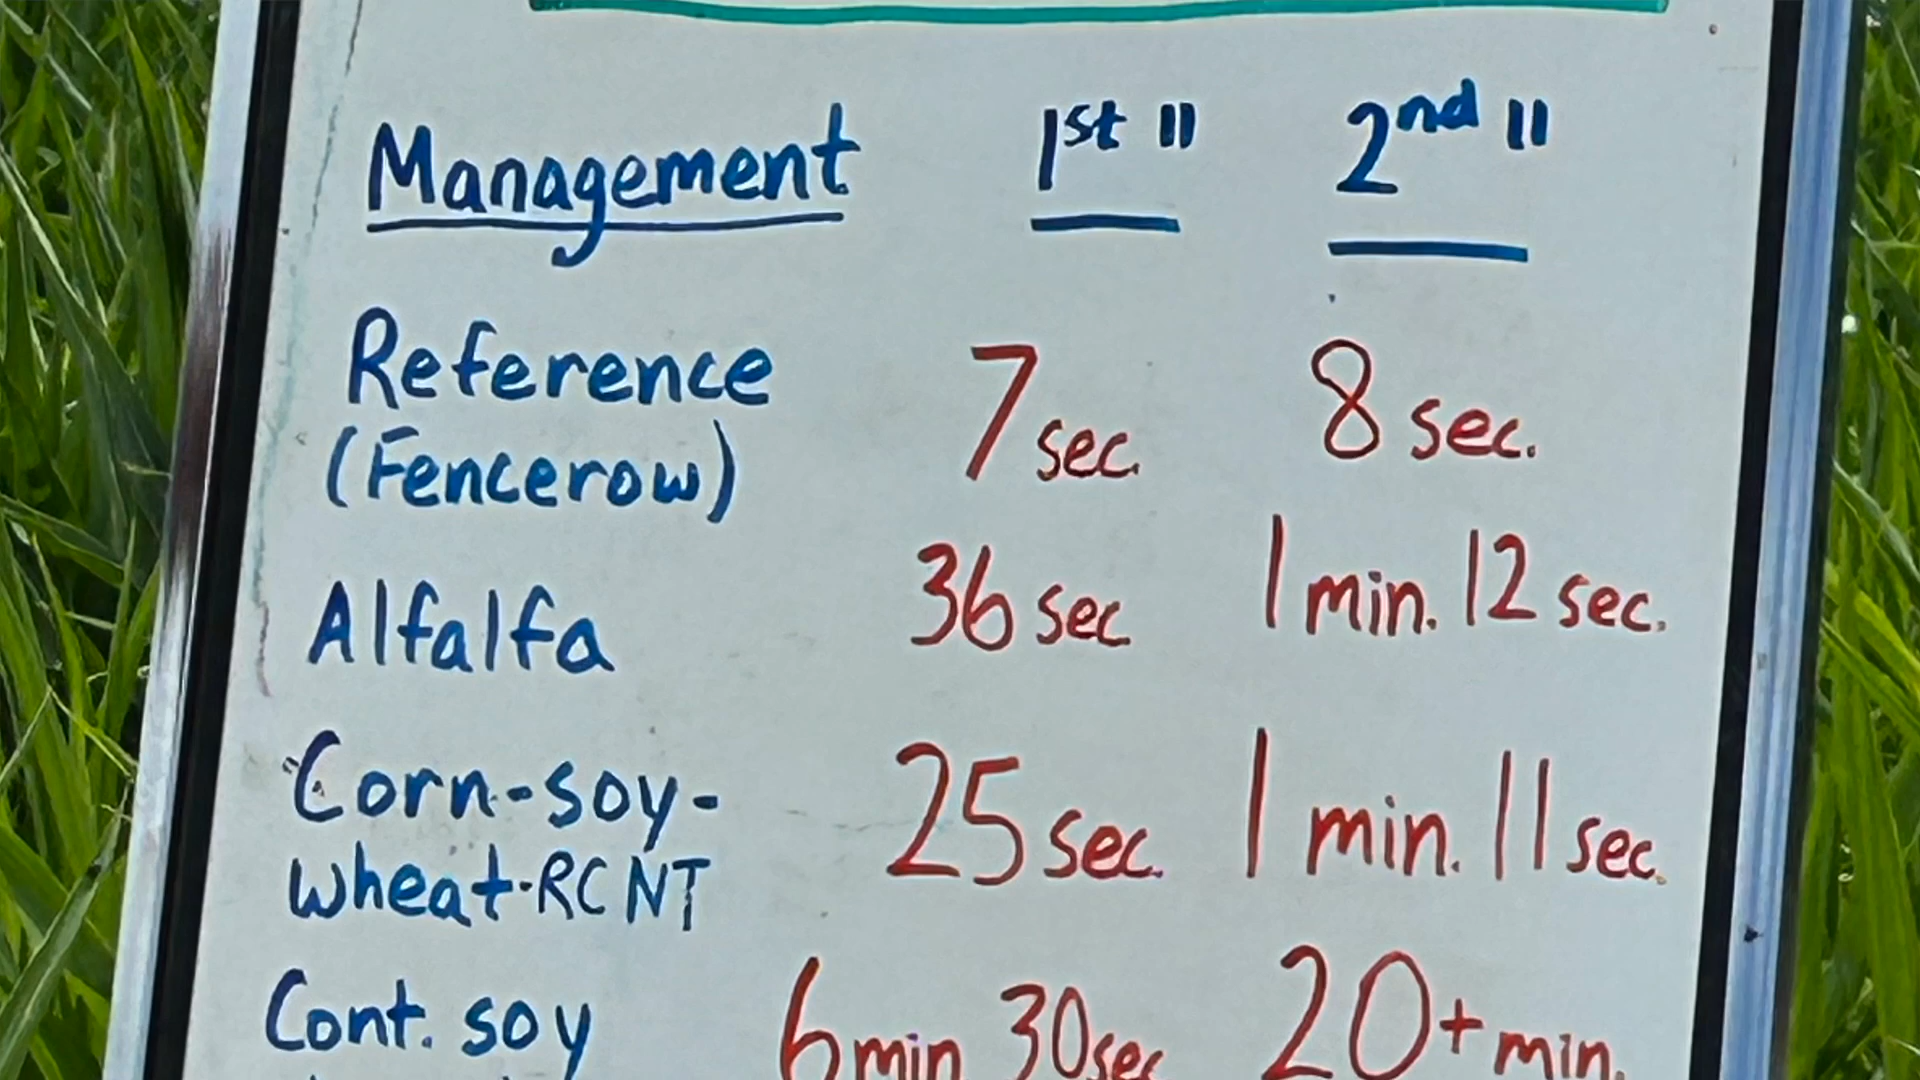 Management 1st " 2nd "
Reference 7 sec. 8 sec.
(Fencerow)
Alfalfa 36 sec 1 min. 12 sec.
Corn-soy- 25 sec. 1 min. 11 sec.
wheat-RC NT
Cont. soy 6 min 30 sec 20+ min.